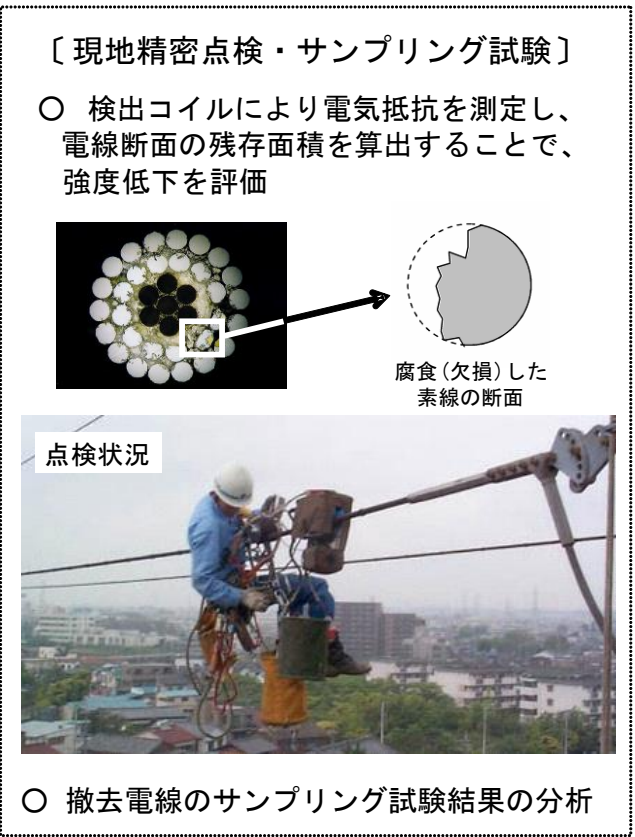 〔現地精密点検・サンプリング試験〕
○ 検出コイルにより電気抵抗を測定し、
電線断面の残存面積を算出することで、
強度低下を評価
腐食(欠損)した
素線の断面
点検状況
○ 撤去電線のサンプリング試験結果の分析